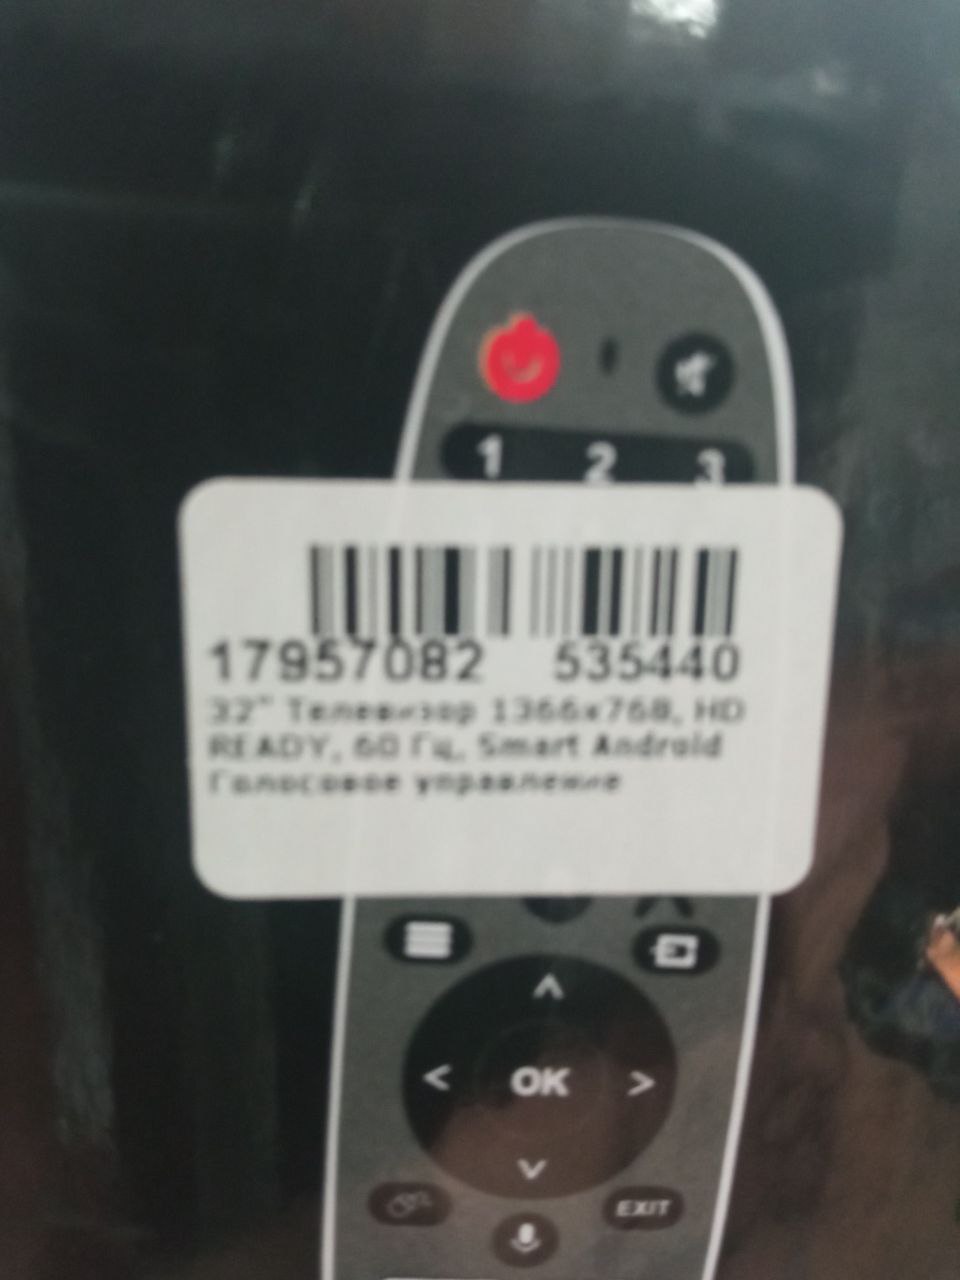 1 2 3
17957082 535440
32" Телевизор 1366x768, HD
READY, 60 Гц, Smart Android
Голосовое управление
OK
EXIT